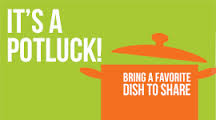 IT'S A
POTLUCK!
BRING A FAVORITE
DISH TO SHARE